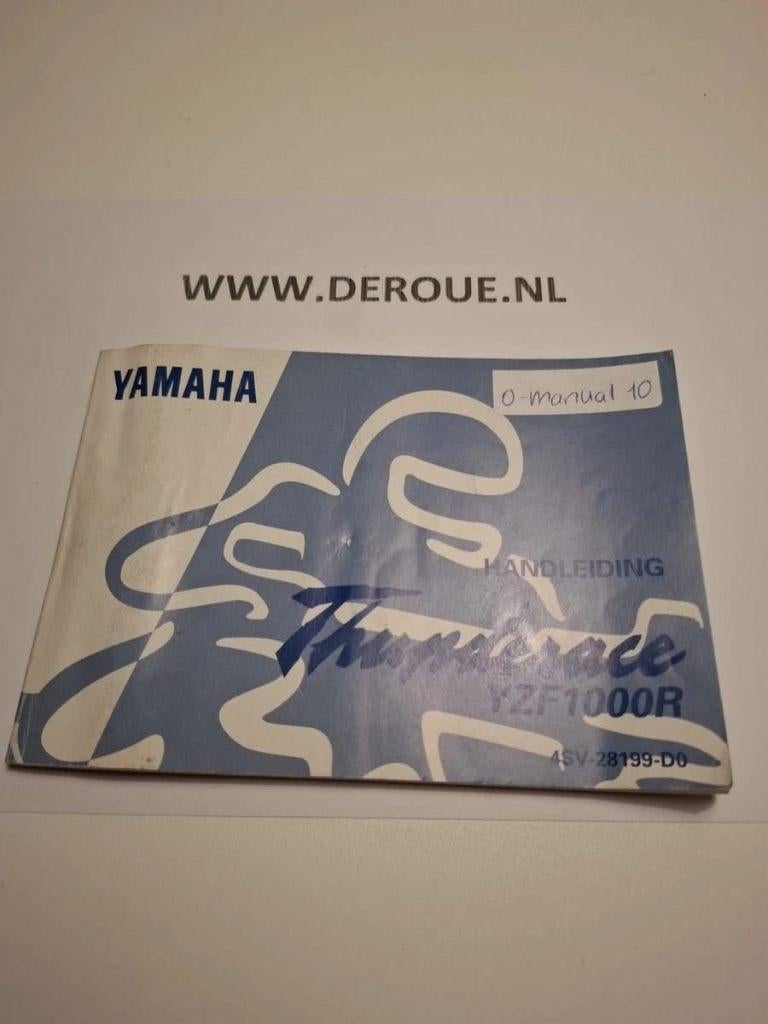 WWW.DEROUE.NL
YAMAHA
O-manual 10
HANDLEIDING
Thunderace
YZF1000R
4SV-28199-D0